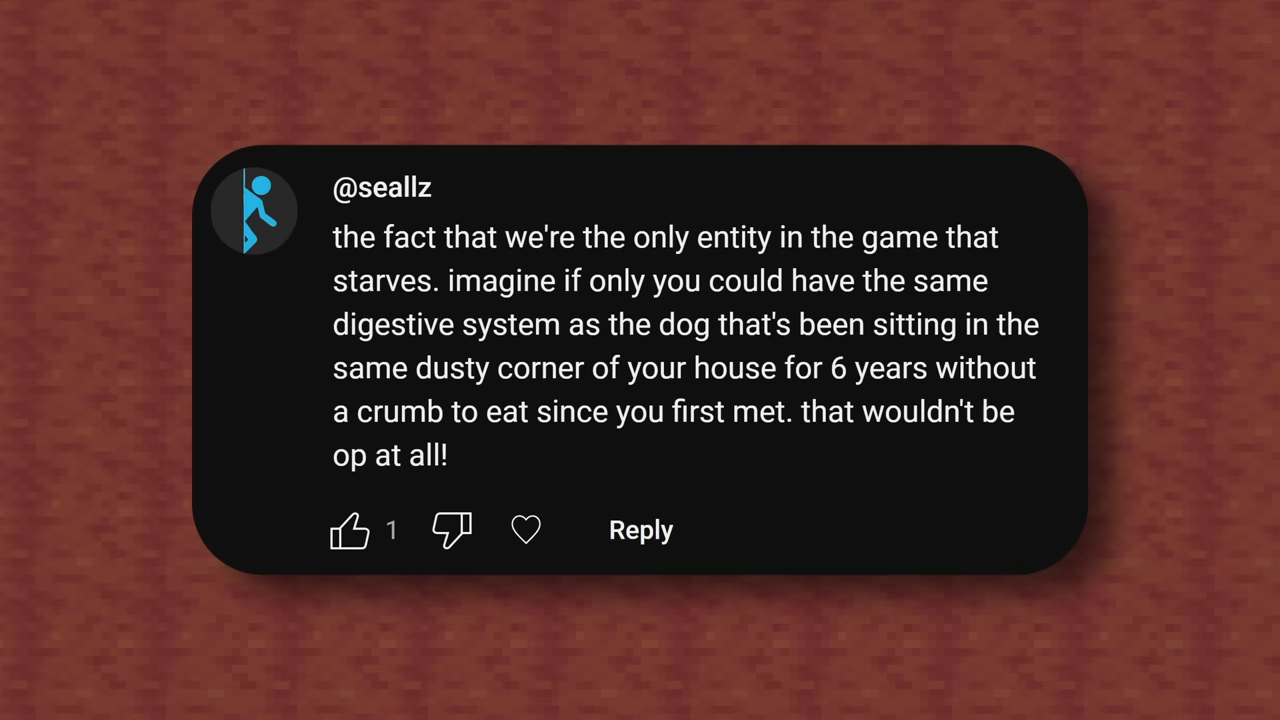 @seallz
the fact that we're the only entity in the game that
starves. imagine if only you could have the same
digestive system as the dog that's been sitting in the
same dusty corner of your house for 6 years without
a crumb to eat since you first met. that wouldn't be
op at all!
1
Reply